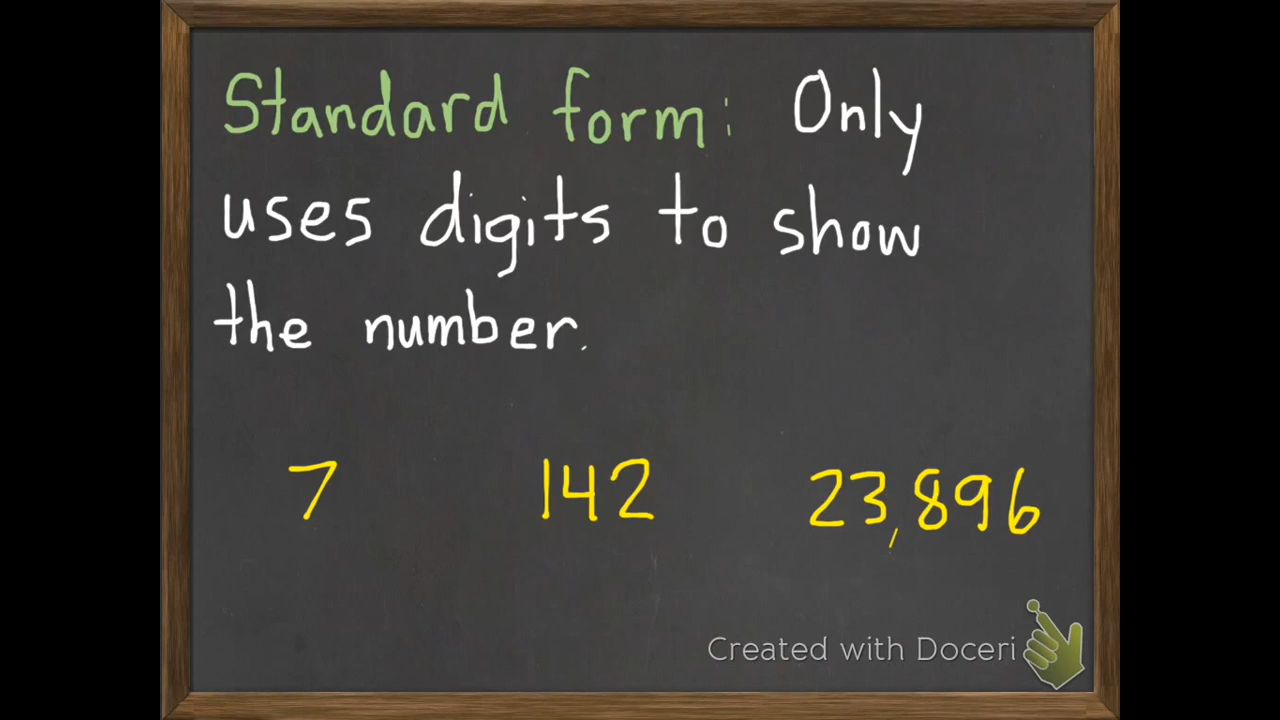 Standard form: Only
uses digits to show
the number.
7 142 23,896
Created with Doceri